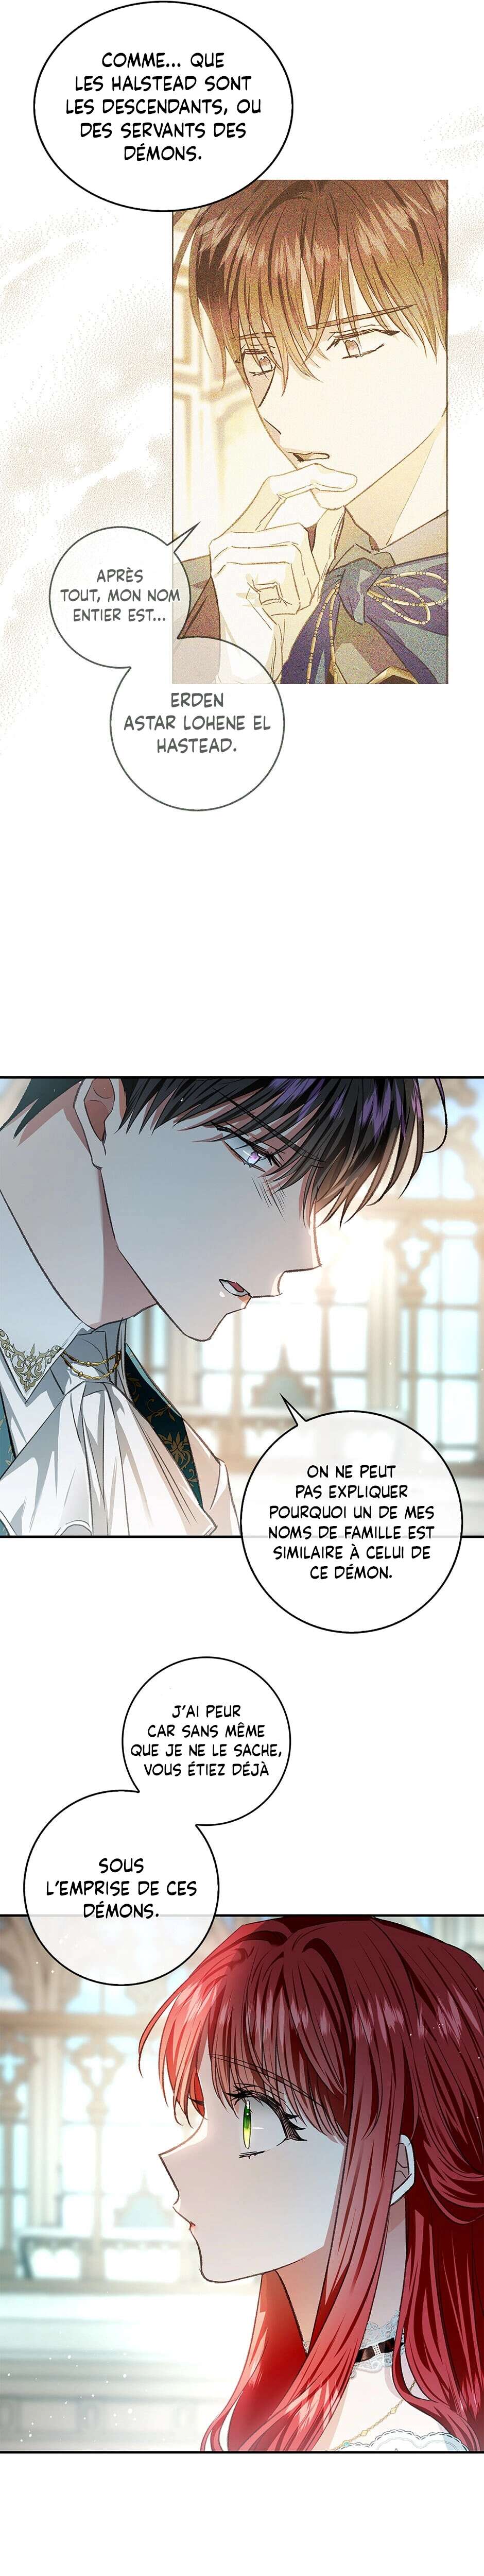 COMME... QUE
LES HALSTEAD SONT
LES DESCENDANTS, OU
DES SERVANTS DES
DÉMONS.
APRÈS
TOUT, MON NOM
ENTIER EST...
ERDEN
ASTAR LOHENE EL
HASTEAD.
ON NE PEUT
PAS EXPLIQUER
POURQUOI UN DE MES
NOMS DE FAMILLE EST
SIMILAIRE À CELUI DE
CE DÉMON.
J'AI PEUR
CAR SANS MÊME
QUE JE NE LE SACHE,
VOUS ÉTIEZ DÉJÀ
SOUS
L'EMPRISE DE CES
DÉMONS.